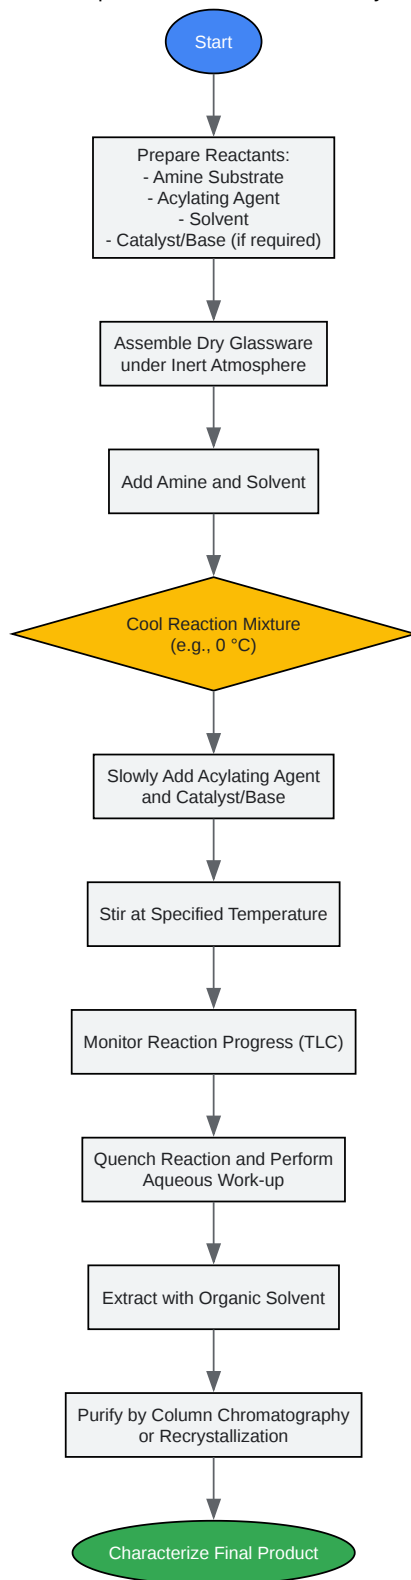 Start
Prepare Reactants:
- Amine Substrate
- Acylating Agent
- Solvent
- Catalyst/Base (if required)
Assemble Dry Glassware
under Inert Atmosphere
Add Amine and Solvent
Cool Reaction Mixture
(e.g., 0 °C)
Slowly Add Acylating Agent
and Catalyst/Base
Stir at Specified Temperature
Monitor Reaction Progress (TLC)
Quench Reaction and Perform
Aqueous Work-up
Extract with Organic Solvent
Purify by Column Chromatography
or Recrystallization
Characterize Final Product